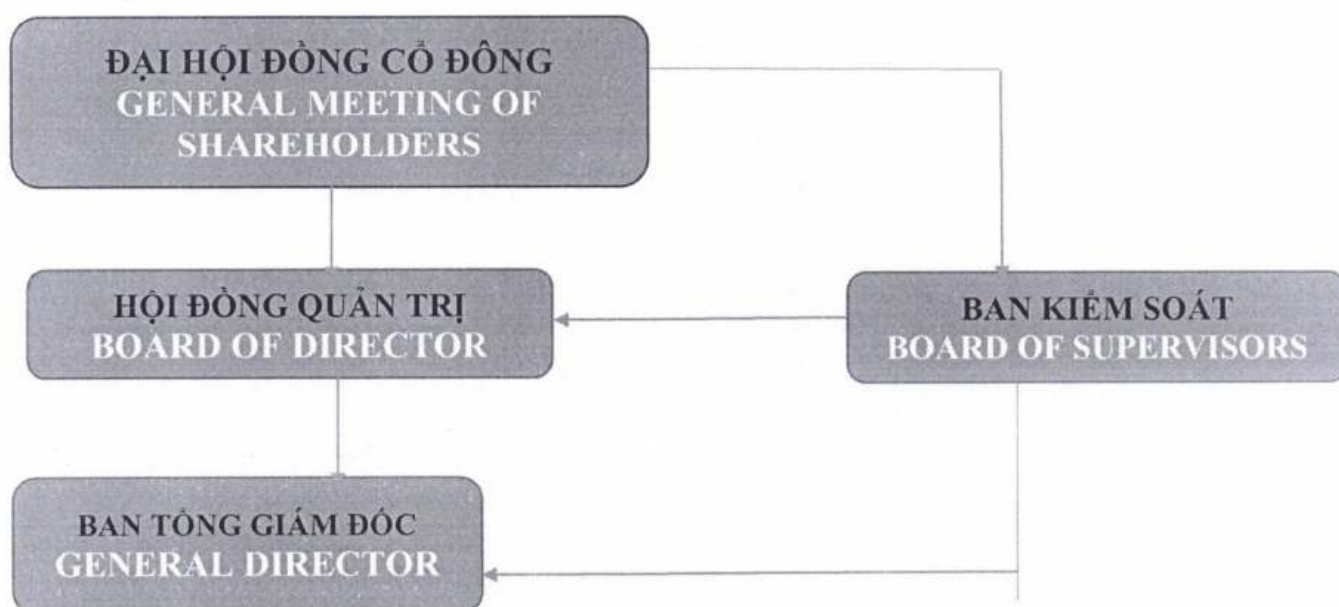 ĐẠI HỘI ĐỒNG CỔ ĐÔNG
GENERAL MEETING OF
SHAREHOLDERS
HỘI ĐỒNG QUẢN TRỊ
BOARD OF DIRECTOR
BAN KIỂM SOÁT
BOARD OF SUPERVISORS
BAN TỔNG GIÁM ĐỐC
GENERAL DIRECTOR